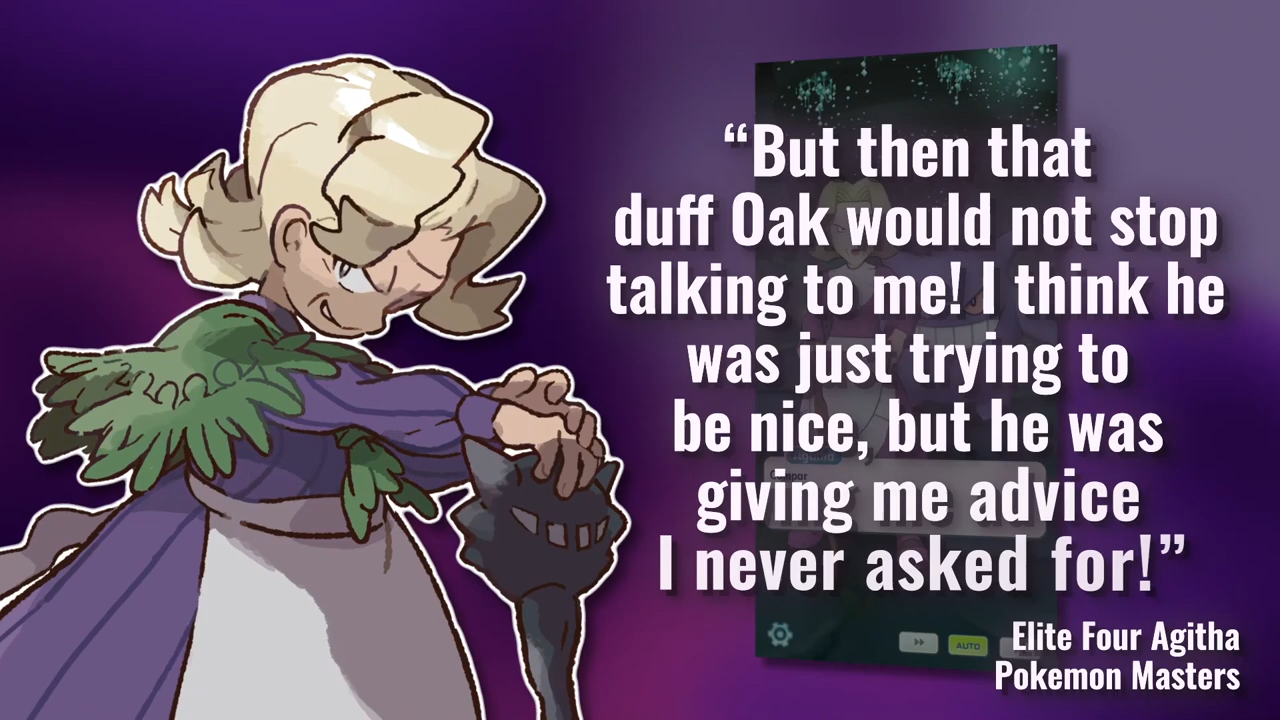 “But then that
duff Oak would not stop
talking to me! I think he
was just trying to
be nice, but he was
giving me advice
I never asked for!”
AUTO
Elite Four Agitha
Pokemon Masters